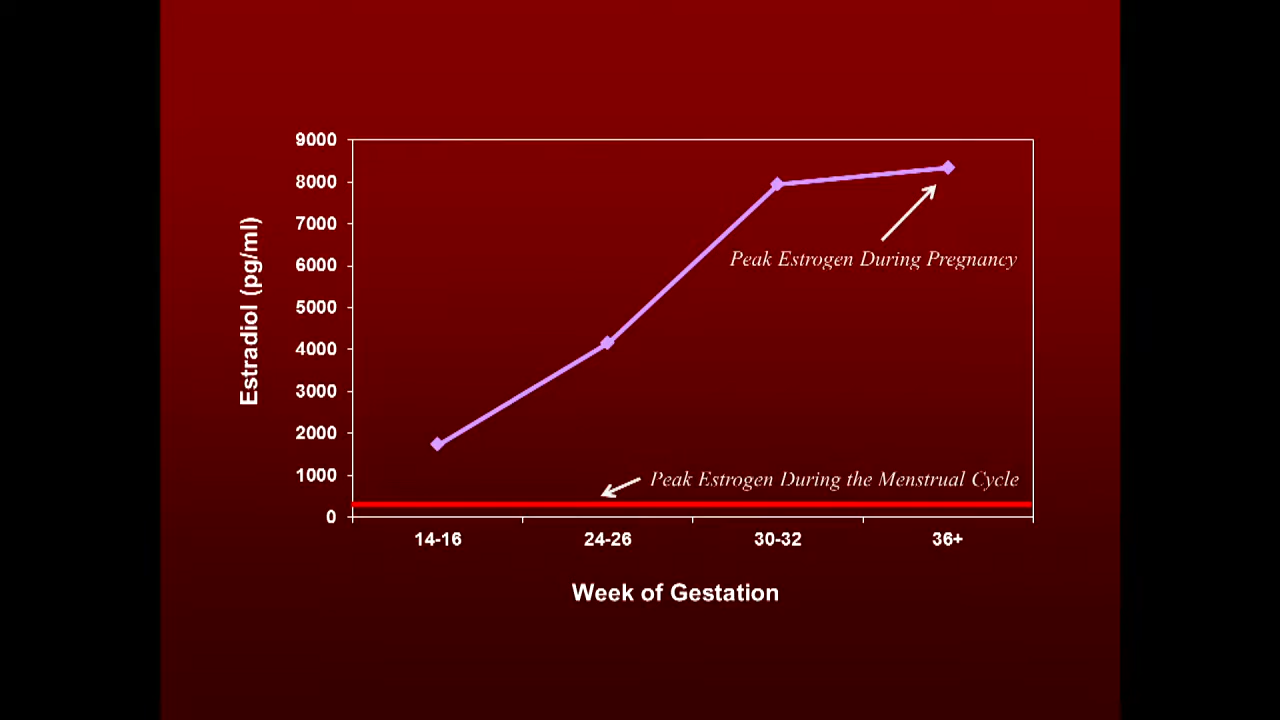 9000
8000
7000
6000
5000
4000
3000
2000
1000
0
Estradiol (pg/ml)
Peak Estrogen During Pregnancy
Peak Estrogen During the Menstrual Cycle
14-16 24-26 30-32 36+
Week of Gestation